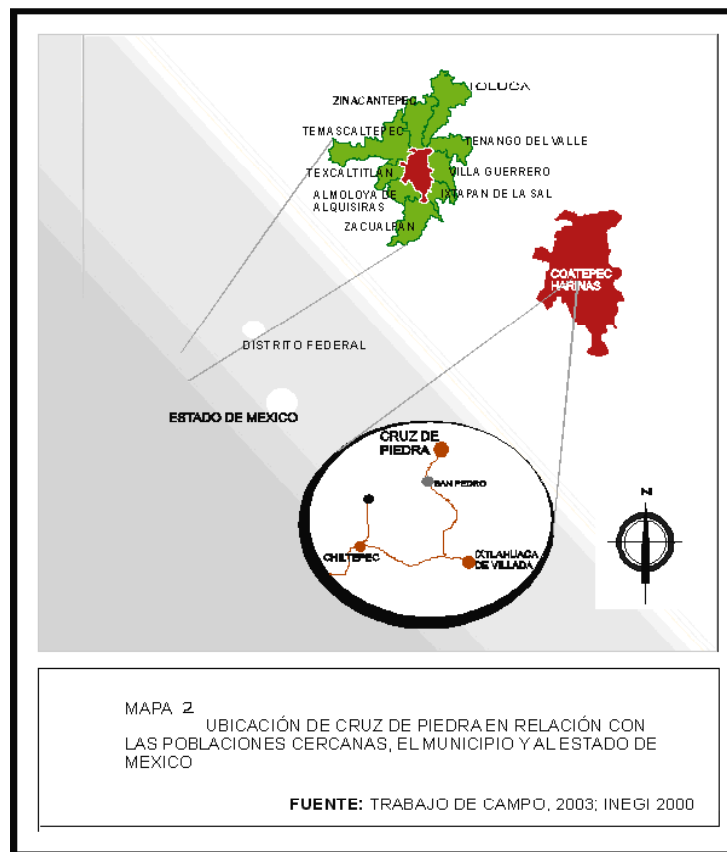 TOLUCA
ZINACANTEPEC
TEMASCALTEPEC
TENANGO DEL VALLE
TEXCALTITLÁN
VILLA GUERRERO
ALMOLOYA DE
ALQUISIRAS
IXTAPAN DE LA SAL
ZACUALPAN
COATEPEC
HARINAS
DISTRITO FEDERAL
ESTADO DE MEXICO
CRUZ DE
PIEDRA
SAN PEDRO
CHILTEPEC
IXTLAHUACA
DE VILLADA
N
MAPA 2
UBICACIÓN DE CRUZ DE PIEDRA EN RELACIÓN CON
LAS POBLACIONES CERCANAS, EL MUNICIPIO Y AL ESTADO DE
MEXICO
FUENTE: TRABAJO DE CAMPO, 2003; INEGI 2000